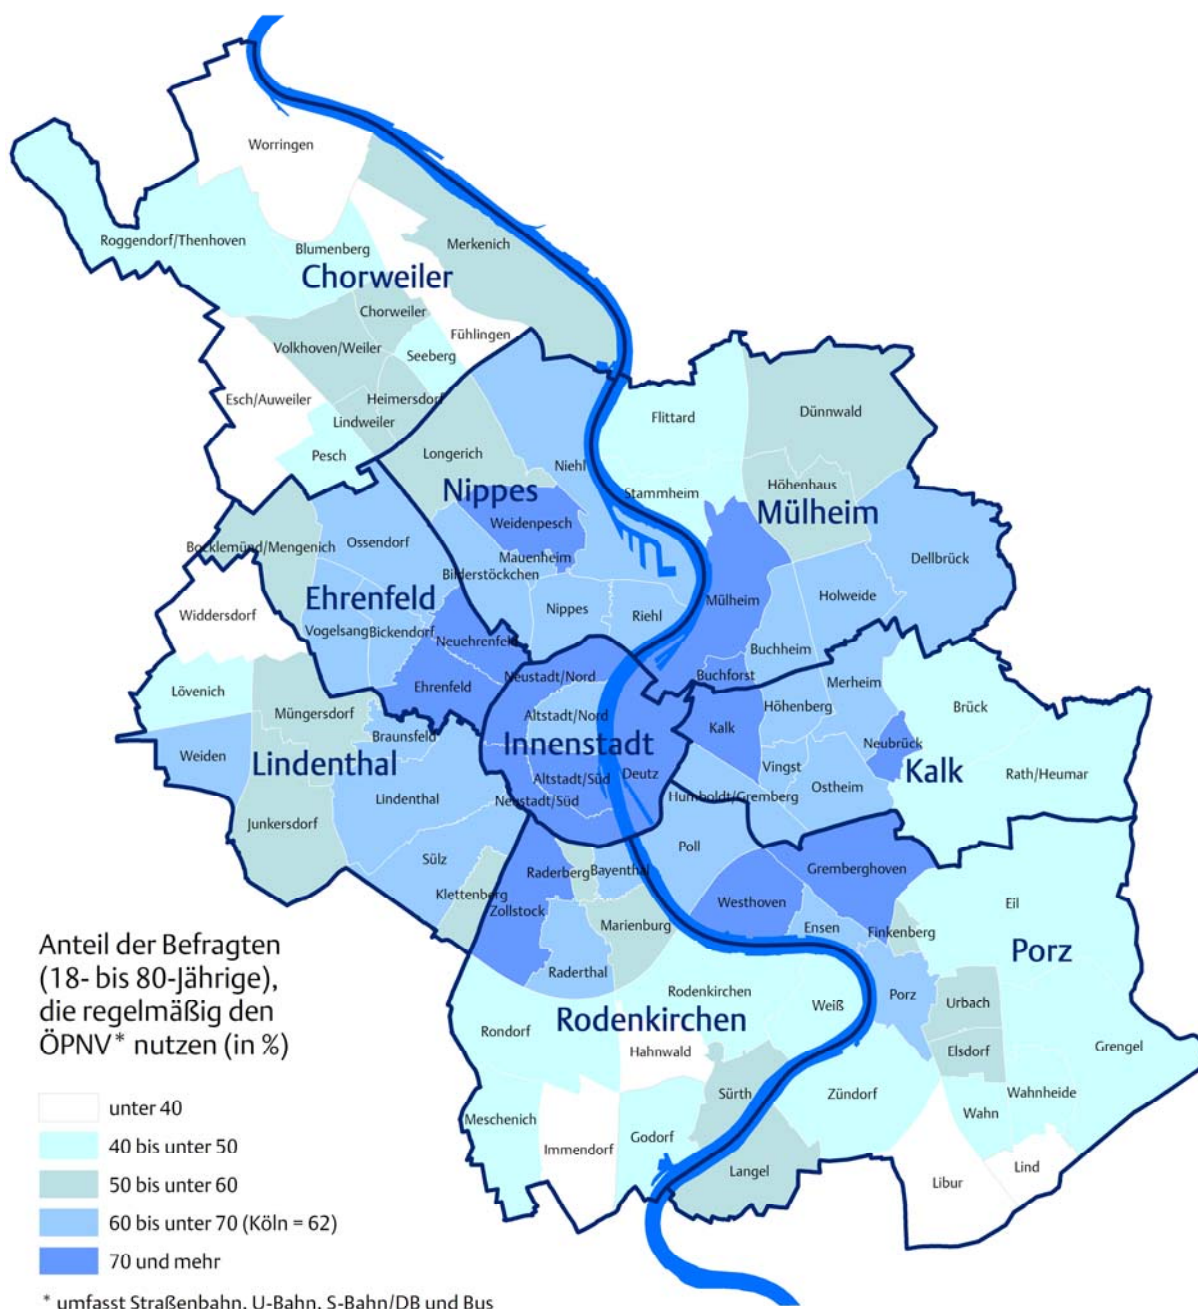 Worringen
Roggendorf/Thenhoven
Blumenberg
Merkenich
Chorweiler
Chorweiler
Fühlingen
Volkhoven/Weiler
Seeberg
Esch/Auweiler
Heimersdorf
Lindweiler
Pesch
Flittard
Dünnwald
Longerich
Niehl
Höhenhaus
Stammheim
Nippes
Mülheim
Weidenpesch
Bocklemünd/Mengenich
Ossendorf
Mauenheim
Dellbrück
Bilderstöckchen
Ehrenfeld
Holweide
Mülheim
Widdersdorf
Nippes
Riehl
Vogelsang
Bickendorf
Neuehrenfeld
Buchheim
Neustadt/Nord
Buchforst
Merheim
Lövenich
Ehrenfeld
Höhenberg
Brück
Müngersdorf
Altstadt/Nord
Kalk
Braunsfeld
Innenstadt
Neubrück
Weiden
Lindenthal
Vingst
Kalk
Rath/Heumar
Altstadt/Süd
Deutz
Ostheim
Lindenthal
Neustadt/Süd
Humboldt/Gremberg
Junkersdorf
Poll
Sülz
Raderberg
Bayenthal
Gremberghoven
Klettenberg
Zollstock
Westhoven
Eil
Marienburg
Ensen
Finkenberg
Porz
Raderthal
Rodenkirchen
Porz
Weiß
Urbach
Rodenkirchen
Rondorf
Hahnwald
Elsdorf
Grengel
Sürth
Zündorf
Wahnheide
Meschenich
Wahn
Godorf
Immendorf
Langel
Lind
Libur
Anteil der Befragten
(18- bis 80-Jährige),
die regelmäßig den
ÖPNV* nutzen (in %)
unter 40
40 bis unter 50
50 bis unter 60
60 bis unter 70 (Köln = 62)
70 und mehr
* umfasst Straßenbahn, U-Bahn, S-Bahn/DB und Bus